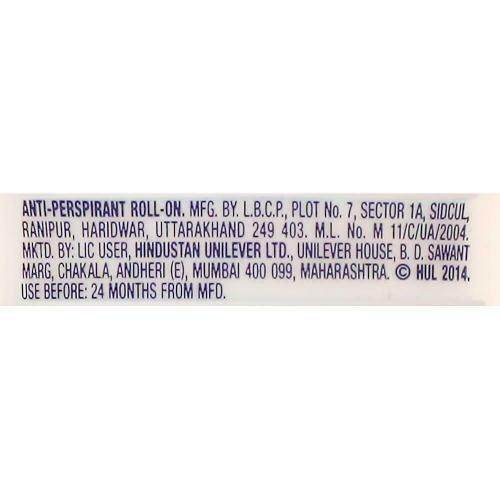 ANTI-PERSPIRANT ROLL-ON. MFG. BY. L.B.C.P., PLOT No. 7, SECTOR 1A, SIDCUL,
RANIPUR, HARIDWAR, UTTARAKHAND 249 403. M.L. No. M 11/C/UA/2004.
MKTD. BY: LIC USER, HINDUSTAN UNILEVER LTD., UNILEVER HOUSE, B. D. SAWANT
MARG, CHAKALA, ANDHERI (E), MUMBAI 400 099, MAHARASHTRA. © HUL 2014.
USE BEFORE: 24 MONTHS FROM MFD.